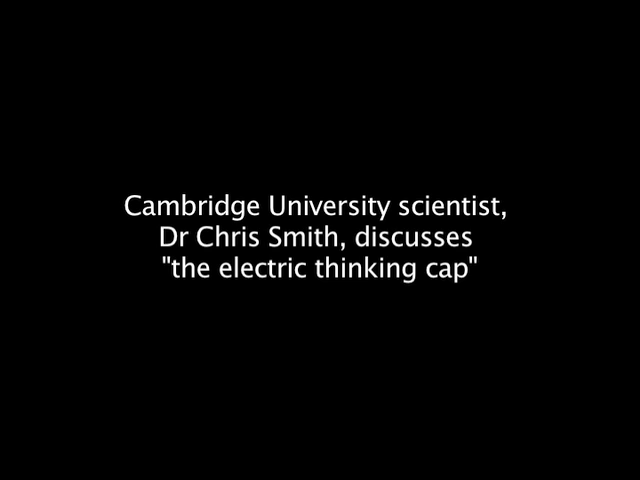 Cambridge University scientist,
Dr Chris Smith, discusses
"the electric thinking cap"